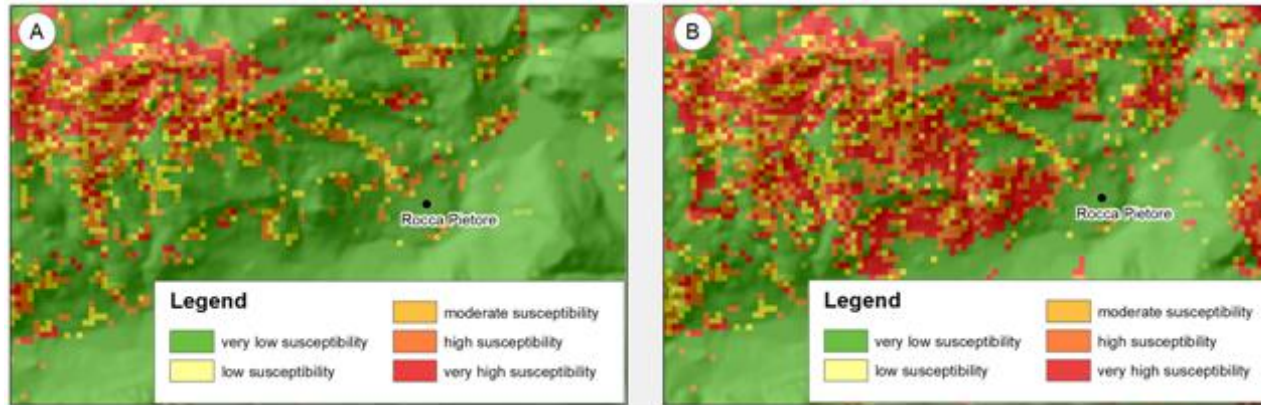 A
Rocca Pietore
Legend
moderate susceptibility
very low susceptibility
high susceptibility
low susceptibility
very high susceptibility
B
Rocca Pietore
Legend
moderate susceptibility
very low susceptibility
high susceptibility
low susceptibility
very high susceptibility